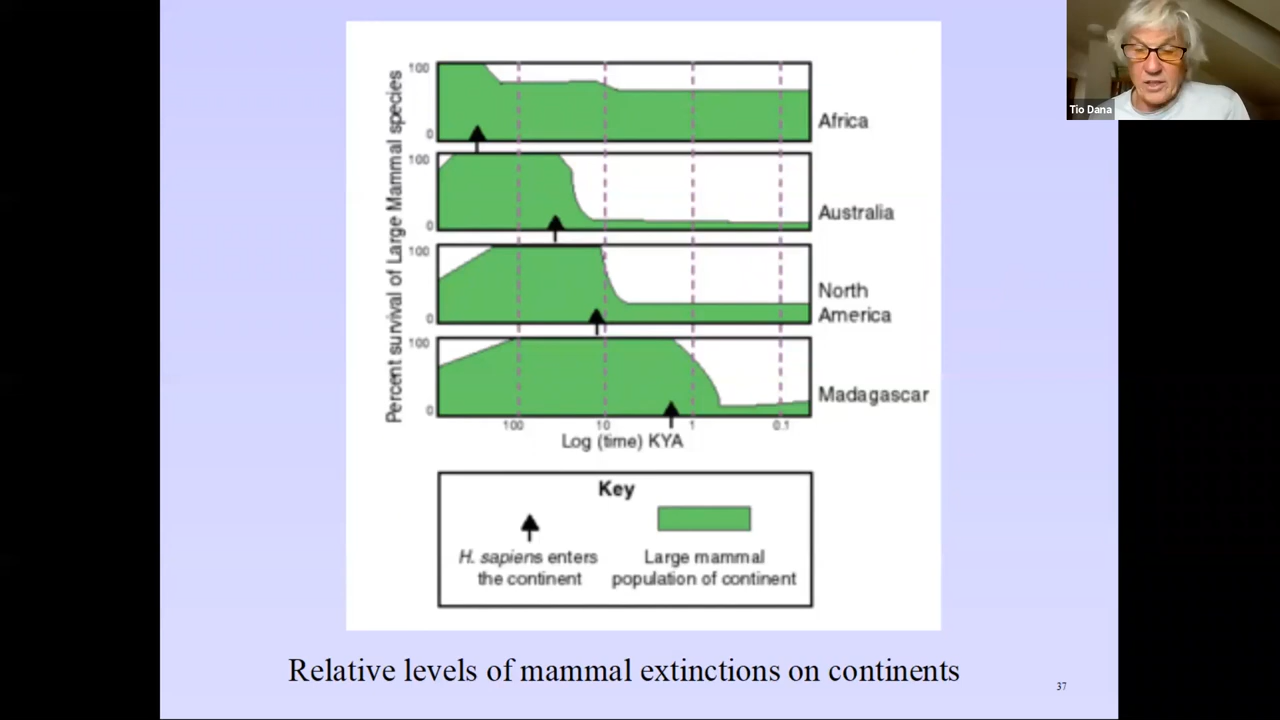 Tio Dana
Percent survival of Large Mammal species
100
0
Africa
100
0
Australia
100
0
North
America
100
0
Madagascar
100 10 1 0.1
Log (time) KYA
Key
H. sapiens enters
the continent
Large mammal
population of continent
Relative levels of mammal extinctions on continents
37